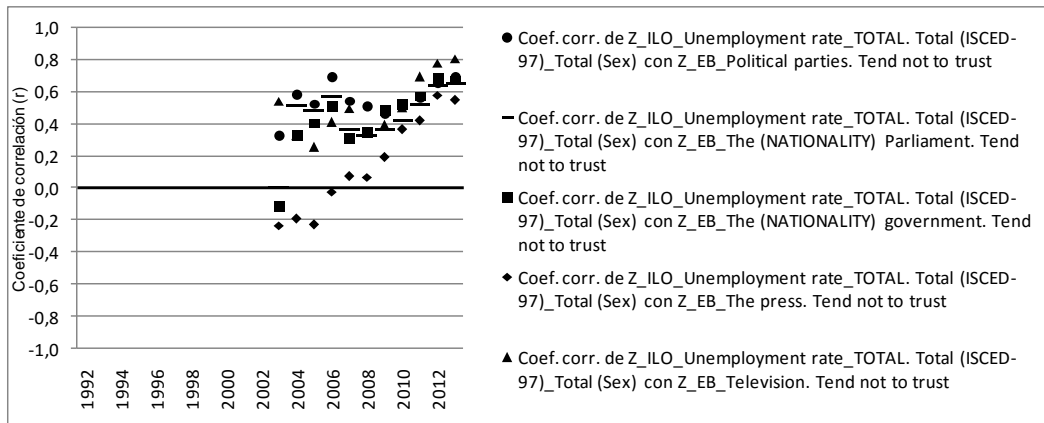 1,0
0,8
0,6
0,4
0,2
0,0
-0,2
-0,4
-0,6
-0,8
-1,0
Coeficiente de correlación (r)
1992
1994
1996
1998
2000
2002
2004
2006
2008
2010
2012
Coef. corr. de Z_ILO_Unemployment rate_TOTAL. Total (ISCED-
97)_Total (Sex) con Z_EB_Political parties. Tend not to trust
Coef. corr. de Z_ILO_Unemployment rate_TOTAL. Total (ISCED-
97)_Total (Sex) con Z_EB_The (NATIONALITY) Parliament. Tend
not to trust
Coef. corr. de Z_ILO_Unemployment rate_TOTAL. Total (ISCED-
97)_Total (Sex) con Z_EB_The (NATIONALITY) government. Tend
not to trust
Coef. corr. de Z_ILO_Unemployment rate_TOTAL. Total (ISCED-
97)_Total (Sex) con Z_EB_The press. Tend not to trust
Coef. corr. de Z_ILO_Unemployment rate_TOTAL. Total (ISCED-
97)_Total (Sex) con Z_EB_Television. Tend not to trust